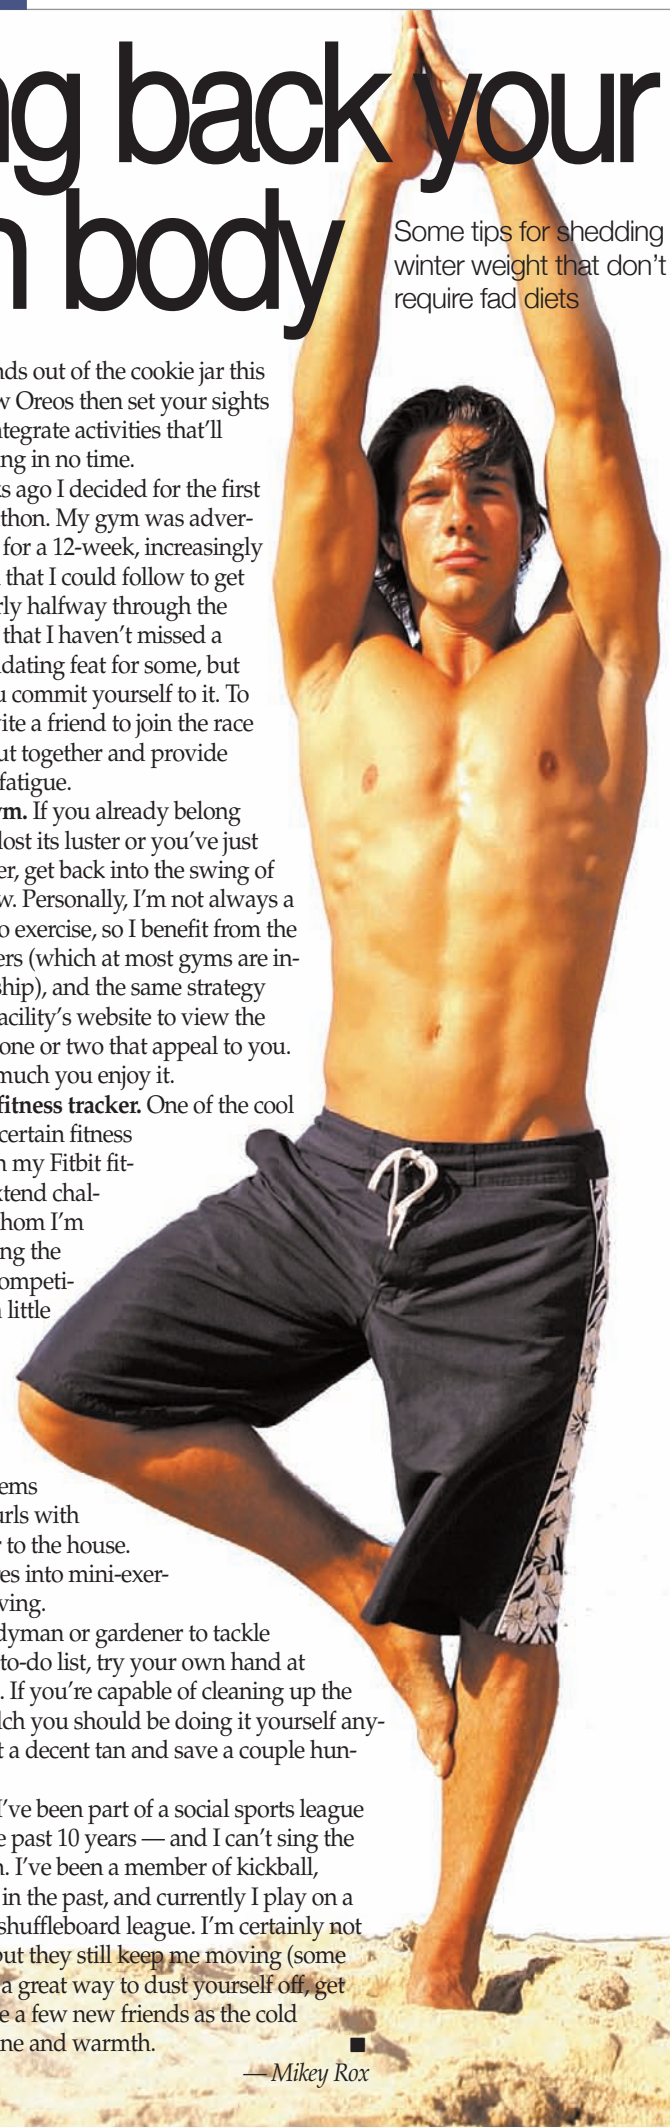 ng back your
n body
Some tips for shedding
winter weight that don't
require fad diets
nds out of the cookie jar this
w Oreos then set your sights
ntegrate activities that'll
ng in no time.
ks ago I decided for the first
thon. My gym was adver-
for a 12-week, increasingly
that I could follow to get
rly halfway through the
that I haven't missed a
idating feat for some, but
u commit yourself to it. To
vite a friend to join the race
ut together and provide
fatigue.
ym. If you already belong
lost its luster or you've just
er, get back into the swing of
w. Personally, I'm not always a
o exercise, so I benefit from the
ers (which at most gyms are in-
ship), and the same strategy
acility's website to view the
one or two that appeal to you.
much you enjoy it.
fitness tracker. One of the cool
certain fitness
n my Fitbit fit-
xtend chal-
hom I'm
ng the
ompeti-
little
ems
urls with
r to the house.
es into mini-exer-
ving.
dyman or gardener to tackle
to-do list, try your own hand at
. If you're capable of cleaning up the
lch you should be doing it yourself any-
t a decent tan and save a couple hun-
I've been part of a social sports league
e past 10 years — and I can't sing the
n. I've been a member of kickball,
in the past, and currently I play on a
shuffleboard league. I'm certainly not
but they still keep me moving (some
a great way to dust yourself off, get
e a few new friends as the cold
ne and warmth. ■
— Mikey Rox